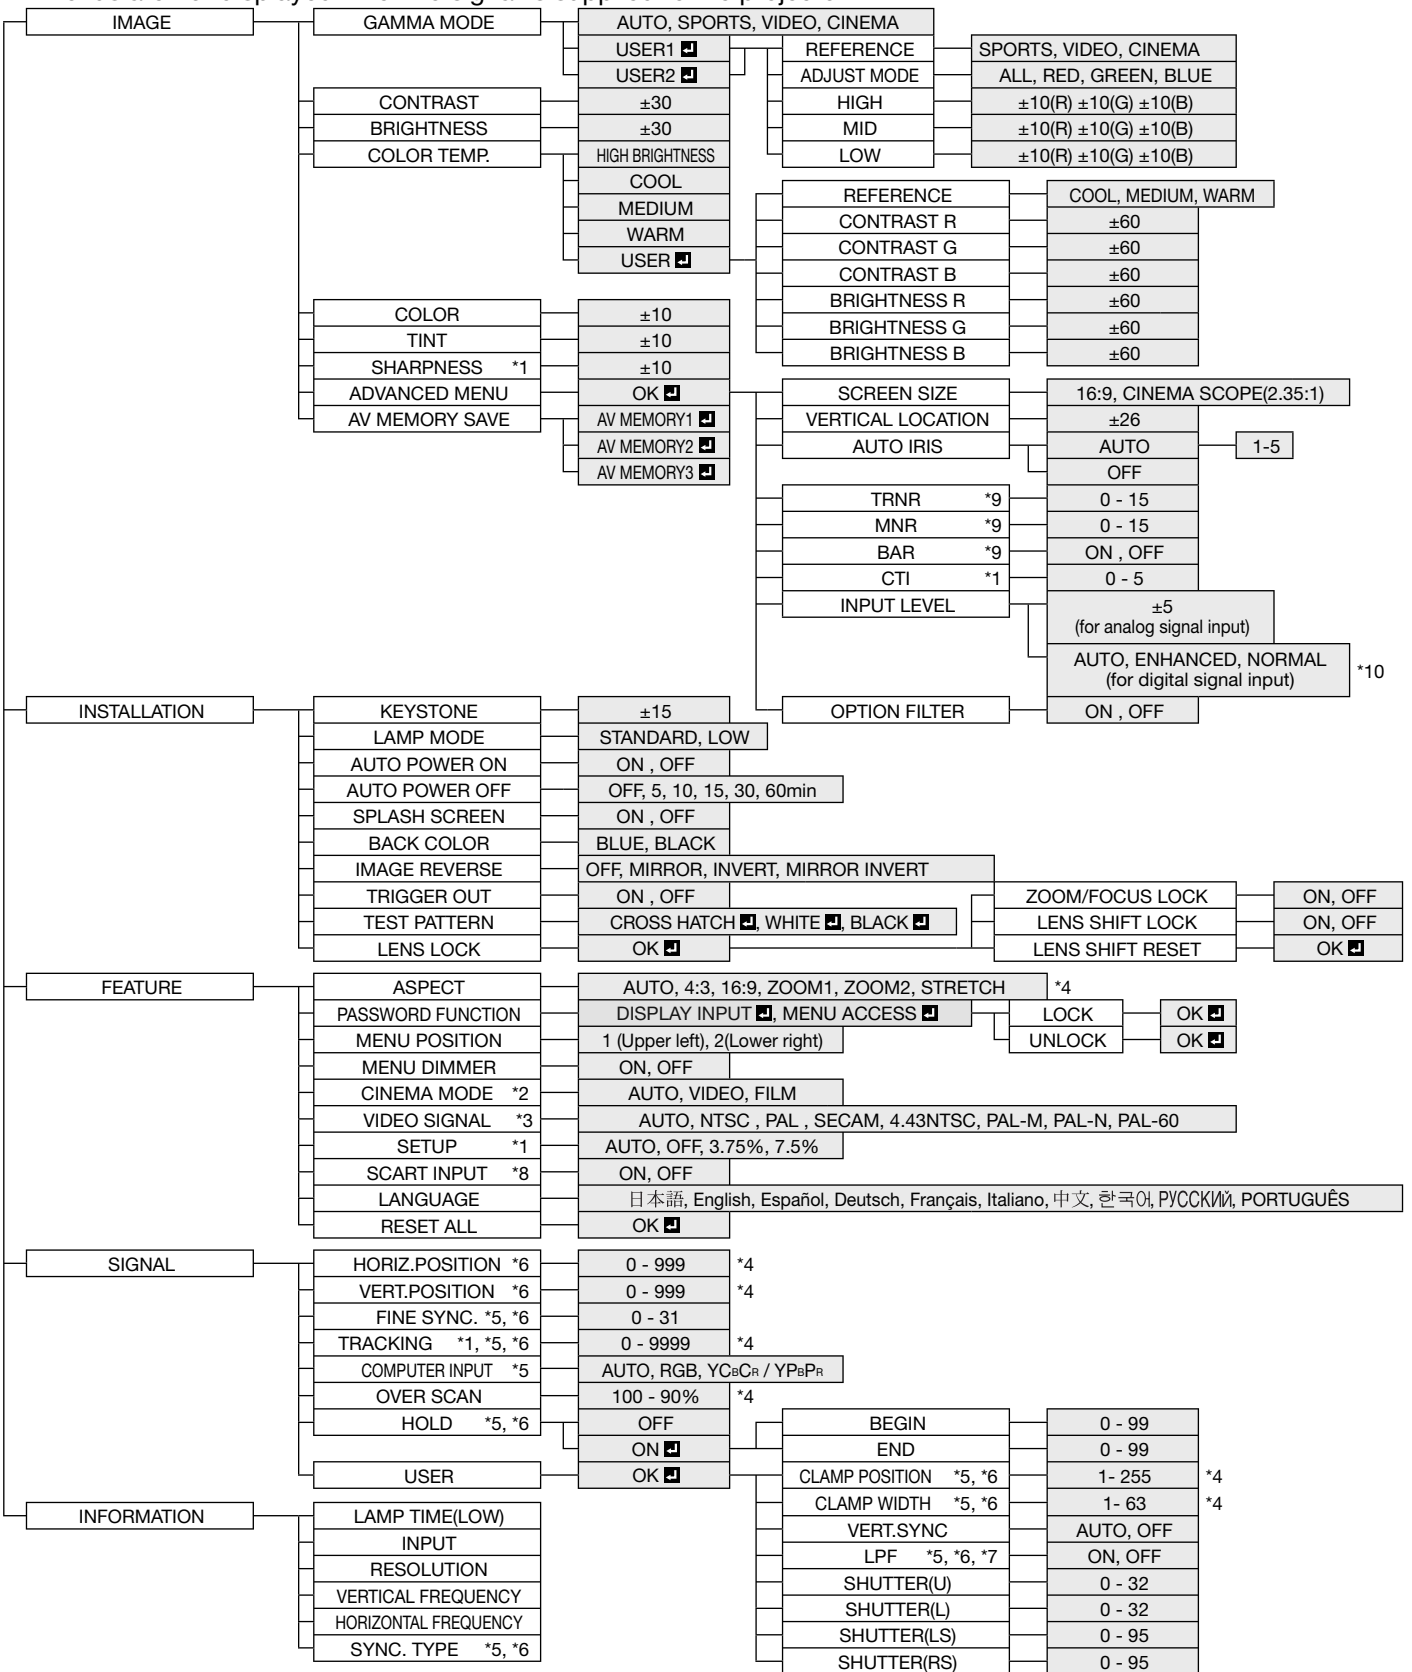 IMAGE GAMMA MODE AUTO, SPORTS, VIDEO, CINEMA
USER1 REFERENCE SPORTS, VIDEO, CINEMA
USER2 ADJUST MODE ALL, RED, GREEN, BLUE
CONTRAST ±30 HIGH ±10(R) ±10(G) ±10(B)
BRIGHTNESS ±30 MID ±10(R) ±10(G) ±10(B)
COLOR TEMP. HIGH BRIGHTNESS LOW ±10(R) ±10(G) ±10(B)
COOL REFERENCE COOL, MEDIUM, WARM
MEDIUM CONTRAST R ±60
WARM CONTRAST G ±60
USER CONTRAST B ±60
BRIGHTNESS R ±60
COLOR ±10 BRIGHTNESS G ±60
TINT ±10 BRIGHTNESS B ±60
SHARPNESS *1 ±10
ADVANCED MENU OK SCREEN SIZE 16:9, CINEMA SCOPE(2.35:1)
AV MEMORY SAVE AV MEMORY1 VERTICAL LOCATION ±26
AV MEMORY2 AUTO IRIS AUTO 1-5
AV MEMORY3 OFF
TRNR *9 0 - 15
MNR *9 0 - 15
BAR *9 ON , OFF
CTI *1 0 - 5
INPUT LEVEL ±5
(for analog signal input)
AUTO, ENHANCED, NORMAL
(for digital signal input) *10
INSTALLATION KEYSTONE ±15 OPTION FILTER ON , OFF
LAMP MODE STANDARD, LOW
AUTO POWER ON ON , OFF
AUTO POWER OFF OFF, 5, 10, 15, 30, 60min
SPLASH SCREEN ON , OFF
BACK COLOR BLUE, BLACK
IMAGE REVERSE OFF, MIRROR, INVERT, MIRROR INVERT
TRIGGER OUT ON , OFF ZOOM/FOCUS LOCK ON, OFF
TEST PATTERN CROSS HATCH , WHITE , BLACK LENS SHIFT LOCK ON, OFF
LENS LOCK OK LENS SHIFT RESET OK
FEATURE ASPECT AUTO, 4:3, 16:9, ZOOM1, ZOOM2, STRETCH *4
PASSWORD FUNCTION DISPLAY INPUT , MENU ACCESS LOCK OK
MENU POSITION 1 (Upper left), 2(Lower right) UNLOCK OK
MENU DIMMER ON, OFF
CINEMA MODE *2 AUTO, VIDEO, FILM
VIDEO SIGNAL *3 AUTO, NTSC , PAL , SECAM, 4.43NTSC, PAL-M, PAL-N, PAL-60
SETUP *1 AUTO, OFF, 3.75%, 7.5%
SCART INPUT *8 ON, OFF
LANGUAGE 日本語, English, Español, Deutsch, Français, Italiano, 中文, 한국어, РУССКИЙ, PORTUGUÊS
RESET ALL OK
SIGNAL HORIZ.POSITION *6 0 - 999 *4
VERT.POSITION *6 0 - 999 *4
FINE SYNC. *5, *6 0 - 31
TRACKING *1, *5, *6 0 - 9999 *4
COMPUTER INPUT *5 AUTO, RGB, YCBCR / YPBPR
OVER SCAN 100 - 90% *4
HOLD *5, *6 OFF BEGIN 0 - 99
ON END 0 - 99
USER OK CLAMP POSITION *5, *6 1- 255 *4
INFORMATION LAMP TIME(LOW) CLAMP WIDTH *5, *6 1- 63 *4
INPUT VERT.SYNC AUTO, OFF
RESOLUTION LPF *5, *6, *7 ON, OFF
VERTICAL FREQUENCY SHUTTER(U) 0 - 32
HORIZONTAL FREQUENCY SHUTTER(L) 0 - 32
SYNC. TYPE *5, *6 SHUTTER(LS) 0 - 95
SHUTTER(RS) 0 - 95